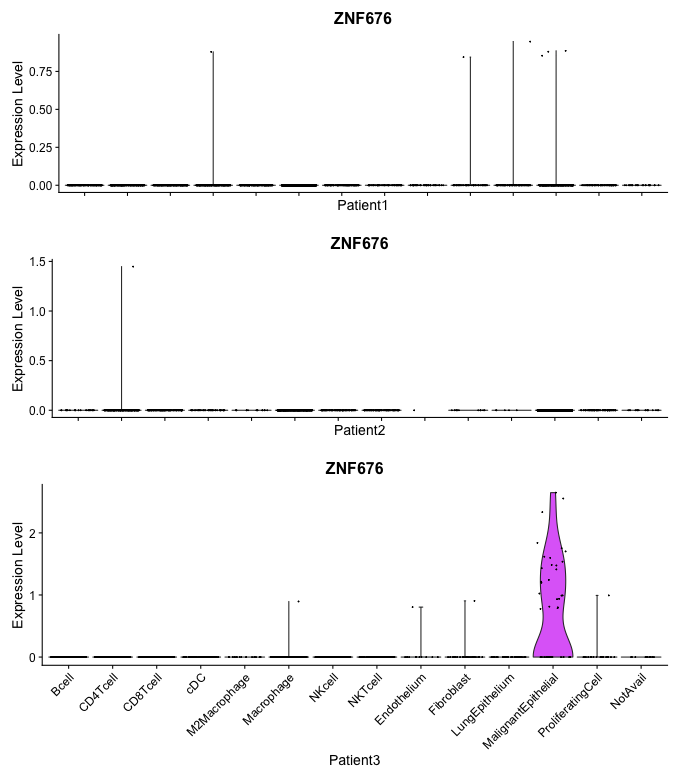 ZNF676
Expression Level
0.75
0.50
0.25
0.00
Patient1
ZNF676
Expression Level
1.5
1.0
0.5
0.0
Patient2
ZNF676
Expression Level
2
1
0
Bcell
CD4Tcell
CD8Tcell
cDC
M2Macrophage
Macrophage
NKcell
NKTcell
Endothelium
Fibroblast
LungEpithelium
MalignantEpithelial
ProliferatingCell
NotAvail
Patient3